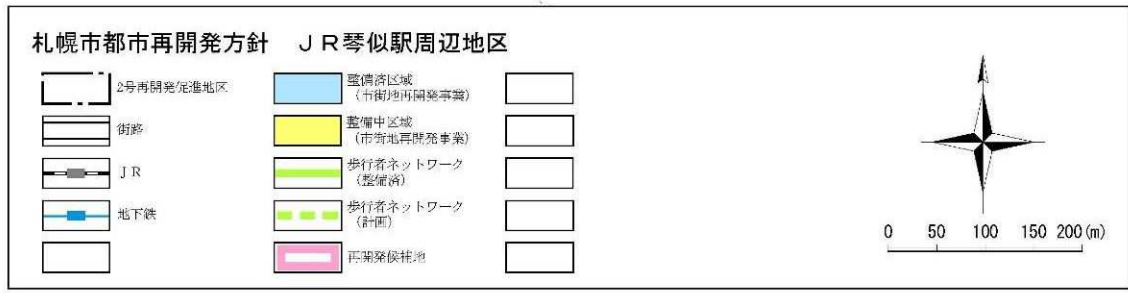 札幌市都市再開発方針　ＪＲ琴似駅周辺地区
2号再開発促進地区
街路
ＪＲ
地下鉄
整備済区域
（市街地再開発事業）
整備中区域
（市街地再開発事業）
歩行者ネットワーク
（整備済）
歩行者ネットワーク
（計画）
再開発候補地
0 50 100 150 200(m)